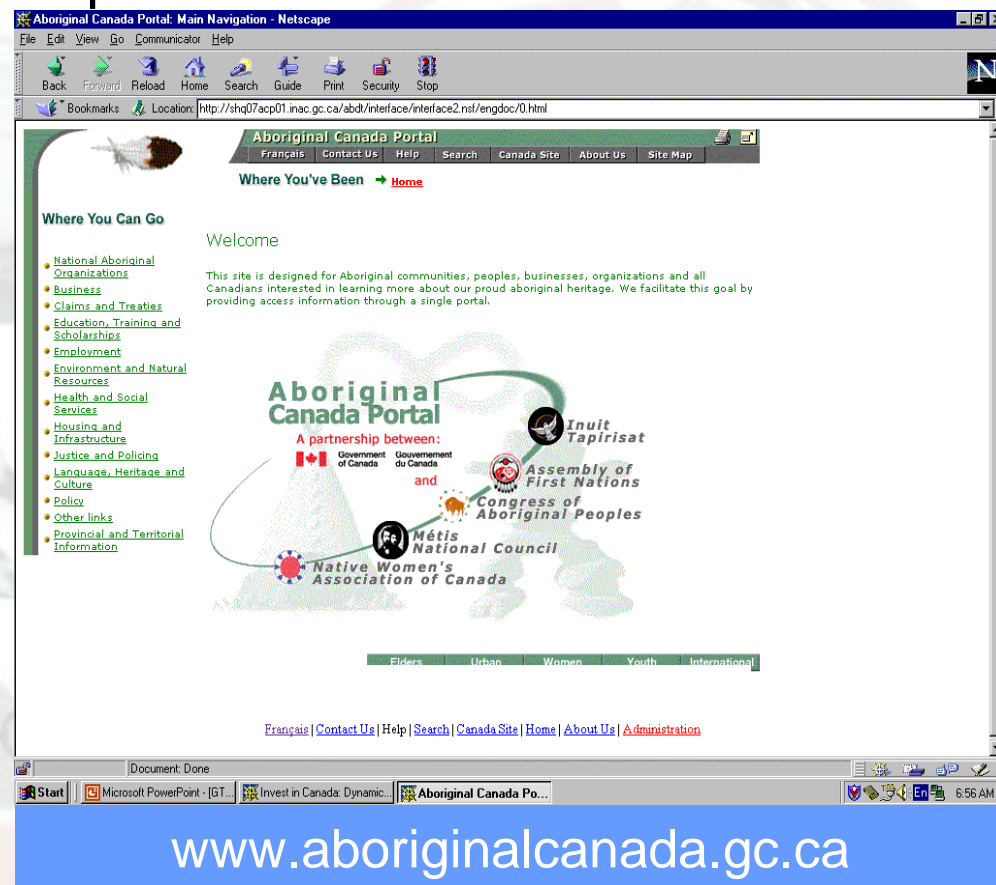 Aboriginal Canada Portal: Main Navigation - Netscape
File Edit View Go Communicator Help
Back Forward Reload Home Search Guide Print Security Stop
N
Bookmarks Location: http://shq07acp01.inac.gc.ca/abdt/interface/interface2.nsf/engdoc/0.html
Aboriginal Canada Portal
Français Contact Us Help Search Canada Site About Us Site Map
Where You've Been Home
Where You Can Go
National Aboriginal
Organizations
Business
Claims and Treaties
Education, Training and
Scholarships
Employment
Environment and Natural
Resources
Health and Social
Services
Housing and
Infrastructure
Justice and Policing
Language, Heritage and
Culture
Policy
Other links
Provincial and Territorial
Information
Welcome
This site is designed for Aboriginal communities, peoples, businesses, organizations and all
Canadians interested in learning more about our proud aboriginal heritage. We facilitate this goal by
providing access information through a single portal.
Aboriginal
Canada Portal
A partnership between:
Government of Canada Gouvernement du Canada
and
Inuit
Tapirisat
Assembly of
First Nations
Congress of
Aboriginal Peoples
Métis
National Council
Native Women's
Association of Canada
Elders Urban Women Youth International
Français | Contact Us | Help | Search | Canada Site | Home | About Us | Administration
Document: Done
Start Microsoft PowerPoint - [GT... Invest in Canada: Dynamic... Aboriginal Canada Po... En 6:56 AM
www.aboriginalcanada.gc.ca